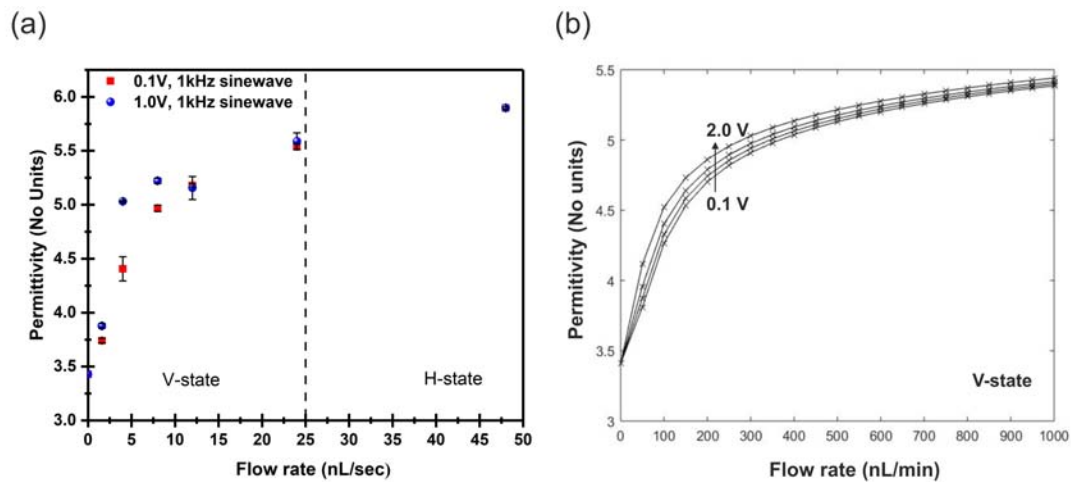 (a)
0.1V, 1kHz sinewave
1.0V, 1kHz sinewave
6.0
5.5
5.0
4.5
4.0
3.5
3.0
Permittivity (No Units)
V-state
H-state
0 5 10 15 20 25 30 35 40 45 50
Flow rate (nL/sec)
(b)
5.5
5
4.5
4
3.5
3
Permitivity (No units)
2.0 V
0.1 V
V-state
0 100 200 300 400 500 600 700 800 900 1000
Flow rate (nL/min)